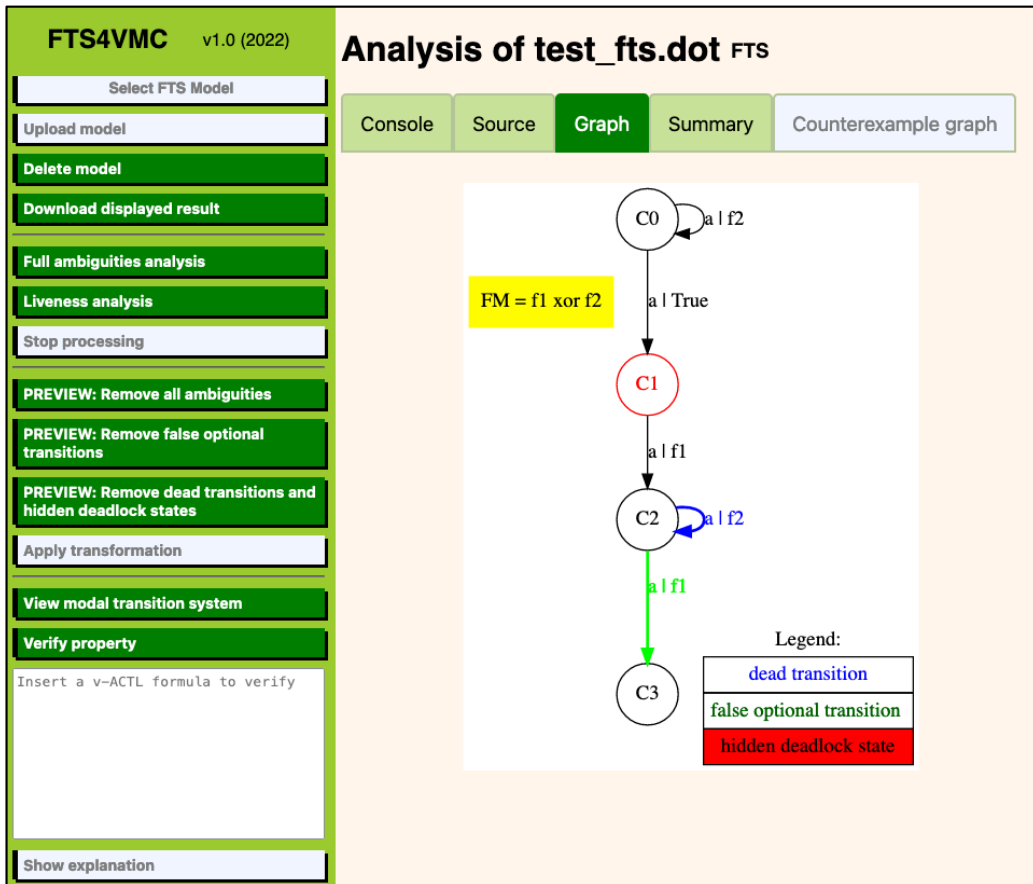 FTS4VMC v1.0 (2022)
Select FTS Model
Upload model
Delete model
Download displayed result
Full ambiguities analysis
Liveness analysis
Stop processing
PREVIEW: Remove all ambiguities
PREVIEW: Remove false optional
transitions
PREVIEW: Remove dead transitions and
hidden deadlock states
Apply transformation
View modal transition system
Verify property
Insert a v-ACTL formula to verify
Show explanation
Analysis of test_fts.dot FTS
Console Source Graph Summary Counterexample graph
C0 a | f2
FM = f1 xor f2 a | True
C1
a | f1
C2 a | f2
a | f1
C3
Legend:
dead transition
false optional transition
hidden deadlock state